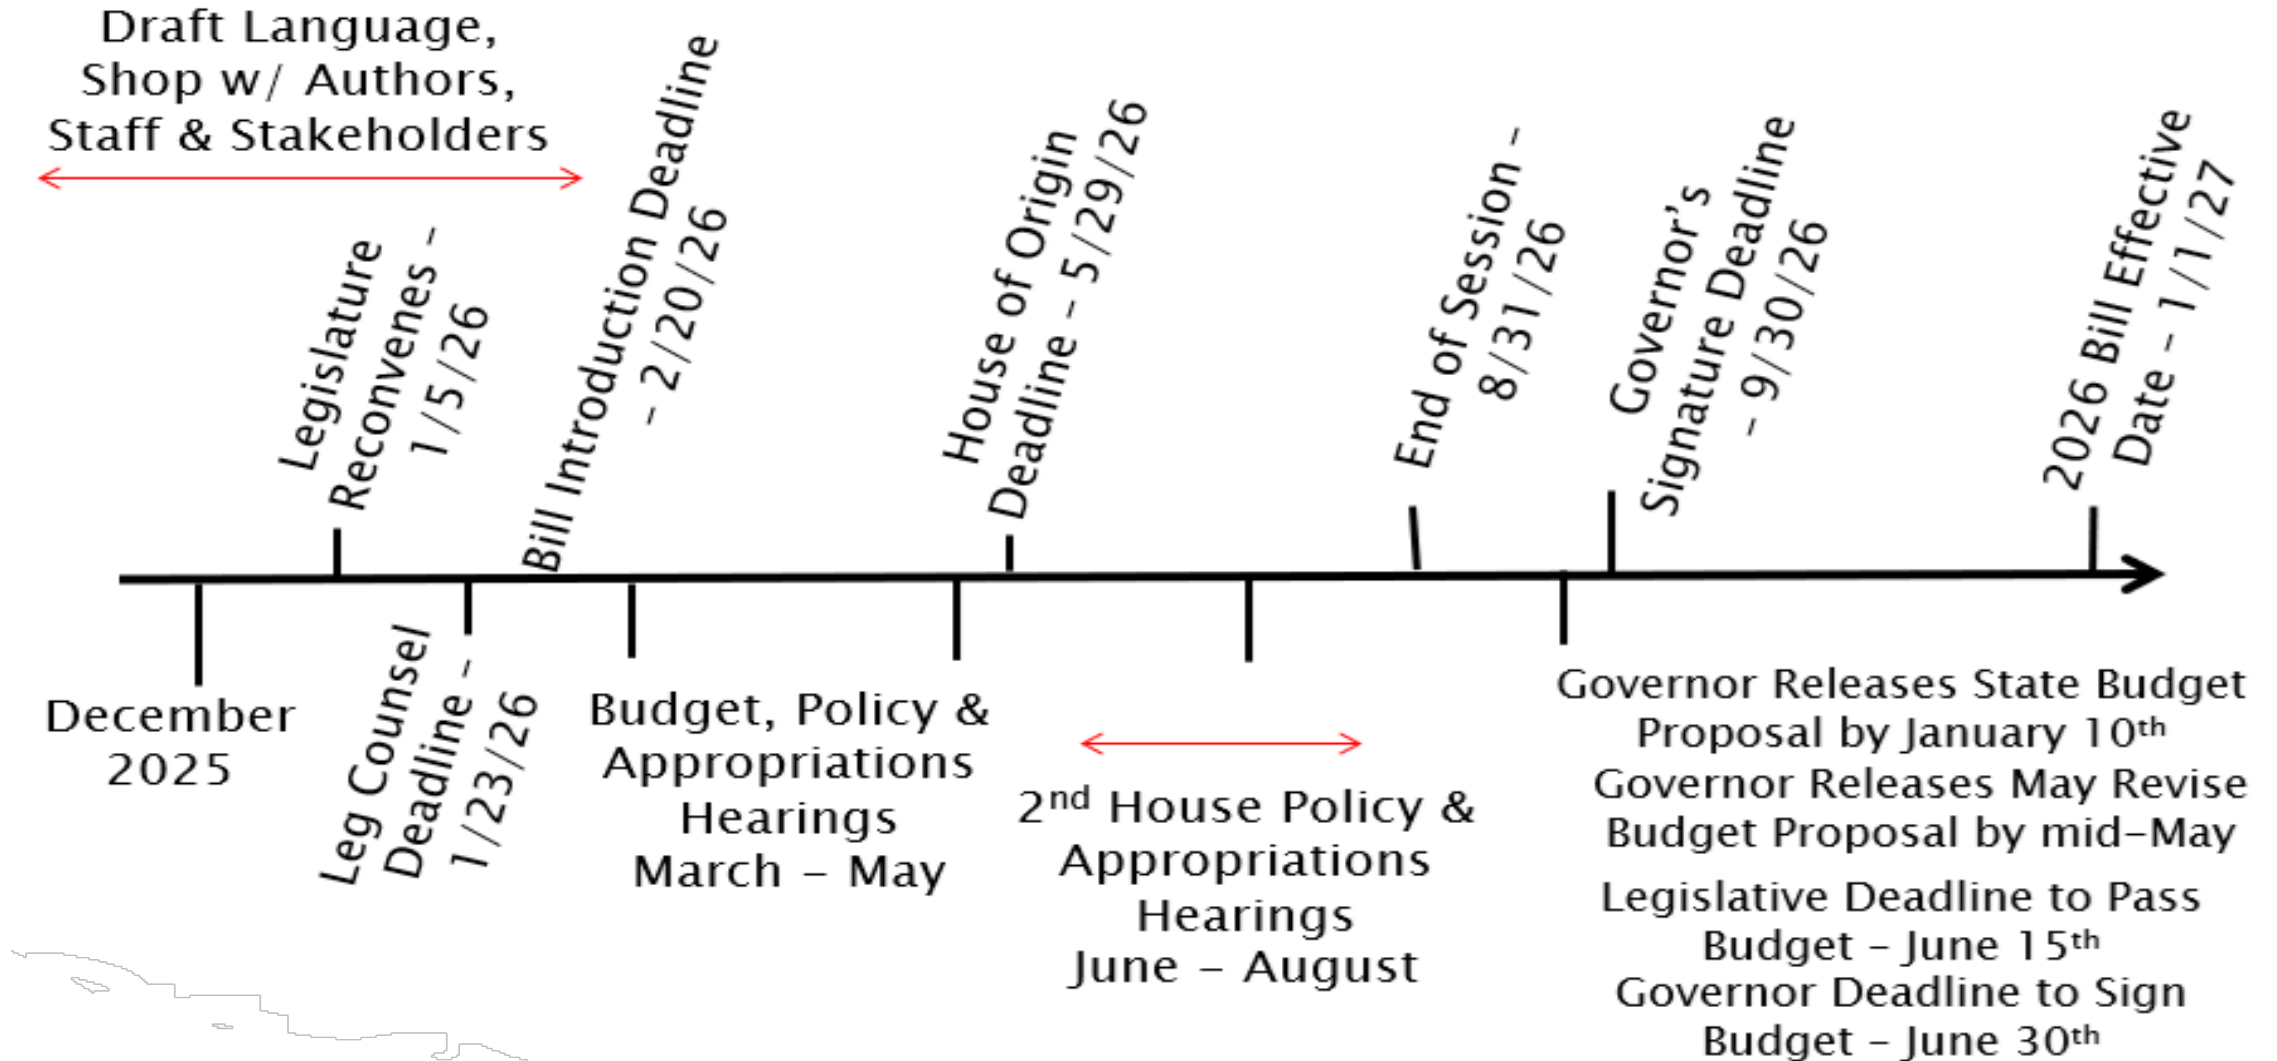 Draft Language,
Shop w/ Authors,
Staff & Stakeholders
Legislature
Reconvenes –
1/5/26
Bill Introduction Deadline
– 2/20/26
House of Origin
Deadline – 5/29/26
End of Session –
8/31/26
Governor’s
Signature Deadline
– 9/30/26
2026 Bill Effective
Date – 1/1/27
December
2025
Leg Counsel
Deadline –
1/23/26
Budget, Policy &
Appropriations
Hearings
March – May
2nd House Policy &
Appropriations
Hearings
June – August
Governor Releases State Budget
Proposal by January 10th
Governor Releases May Revise
Budget Proposal by mid–May
Legislative Deadline to Pass
Budget – June 15th
Governor Deadline to Sign
Budget – June 30th